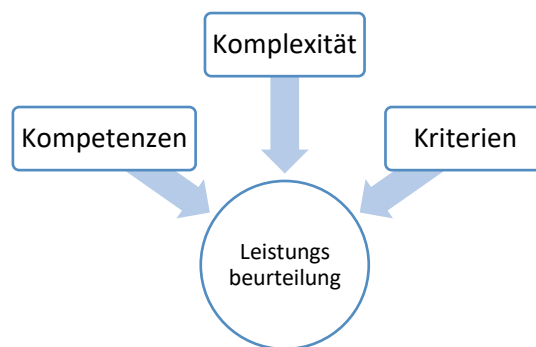 Komplexität
Kompetenzen
Kriterien
Leistungs
beurteilung